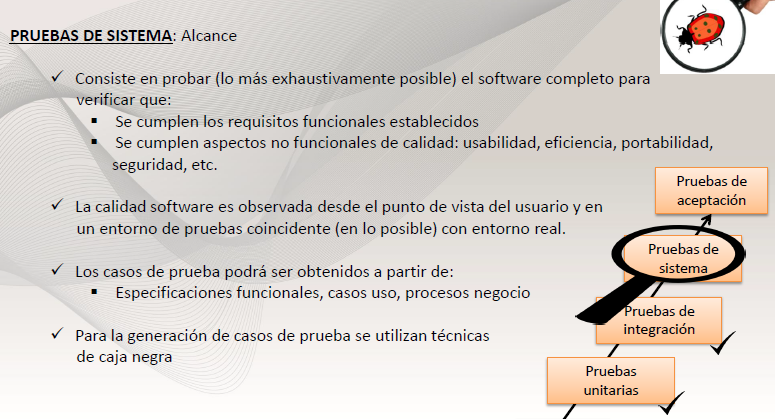 PRUEBAS DE SISTEMA: Alcance
✓ Consiste en probar (lo más exhaustivamente posible) el software completo para
verificar que:
▪ Se cumplen los requisitos funcionales establecidos
▪ Se cumplen aspectos no funcionales de calidad: usabilidad, eficiencia, portabilidad,
seguridad, etc.
✓ La calidad software es observada desde el punto de vista del usuario y en
un entorno de pruebas coincidente (en lo posible) con entorno real.
✓ Los casos de prueba podrá ser obtenidos a partir de:
▪ Especificaciones funcionales, casos uso, procesos negocio
✓ Para la generación de casos de prueba se utilizan técnicas
de caja negra
Pruebas de
aceptación
Pruebas de
sistema
Pruebas de
integración
Pruebas
unitarias